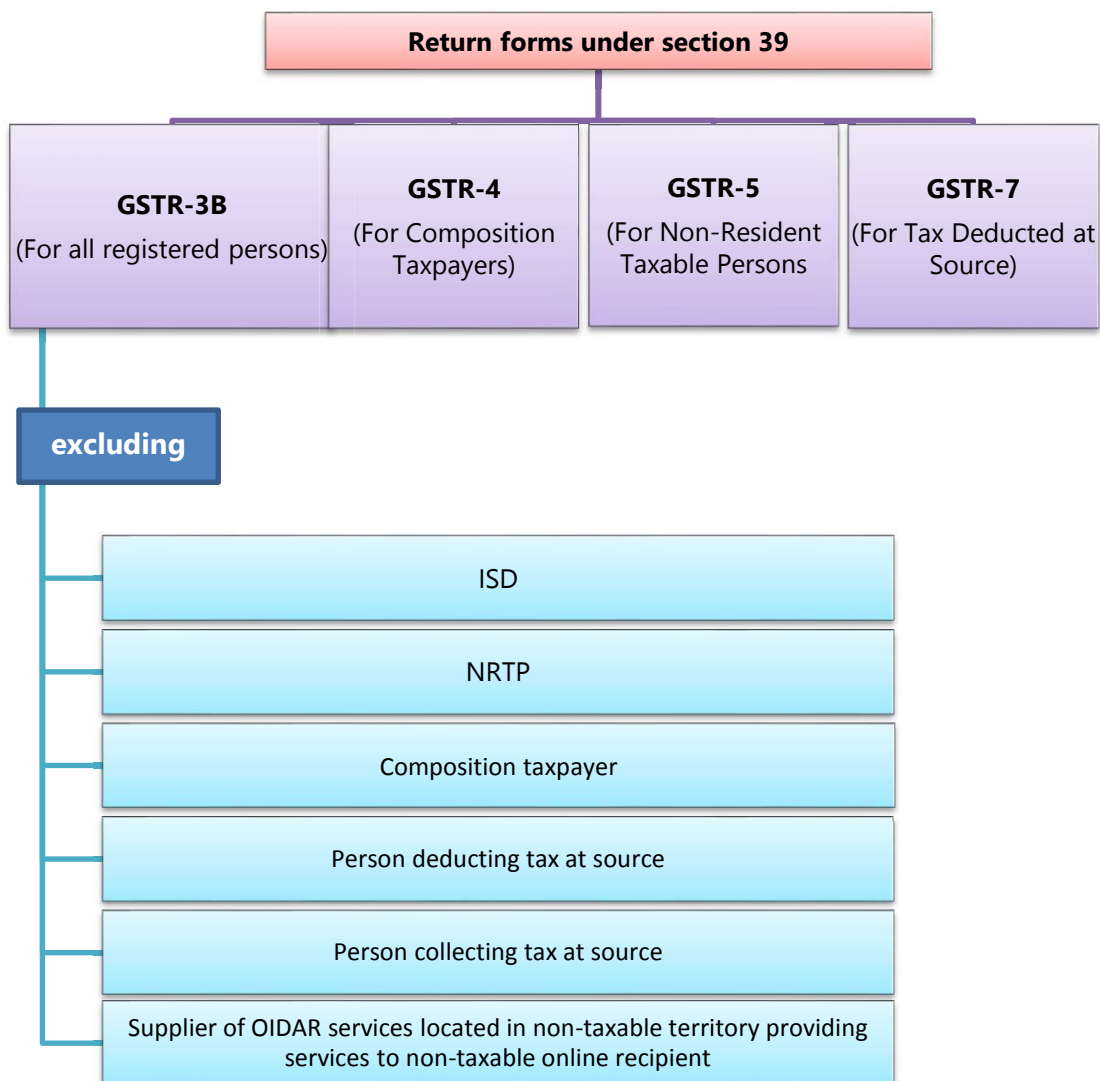 Return forms under section 39
GSTR-3B
(For all registered persons)
GSTR-4
(For Composition
Taxpayers)
GSTR-5
(For Non-Resident
Taxable Persons
GSTR-7
(For Tax Deducted at
Source)
excluding
ISD
NRTP
Composition taxpayer
Person deducting tax at source
Person collecting tax at source
Supplier of OIDAR services located in non-taxable territory providing
services to non-taxable online recipient